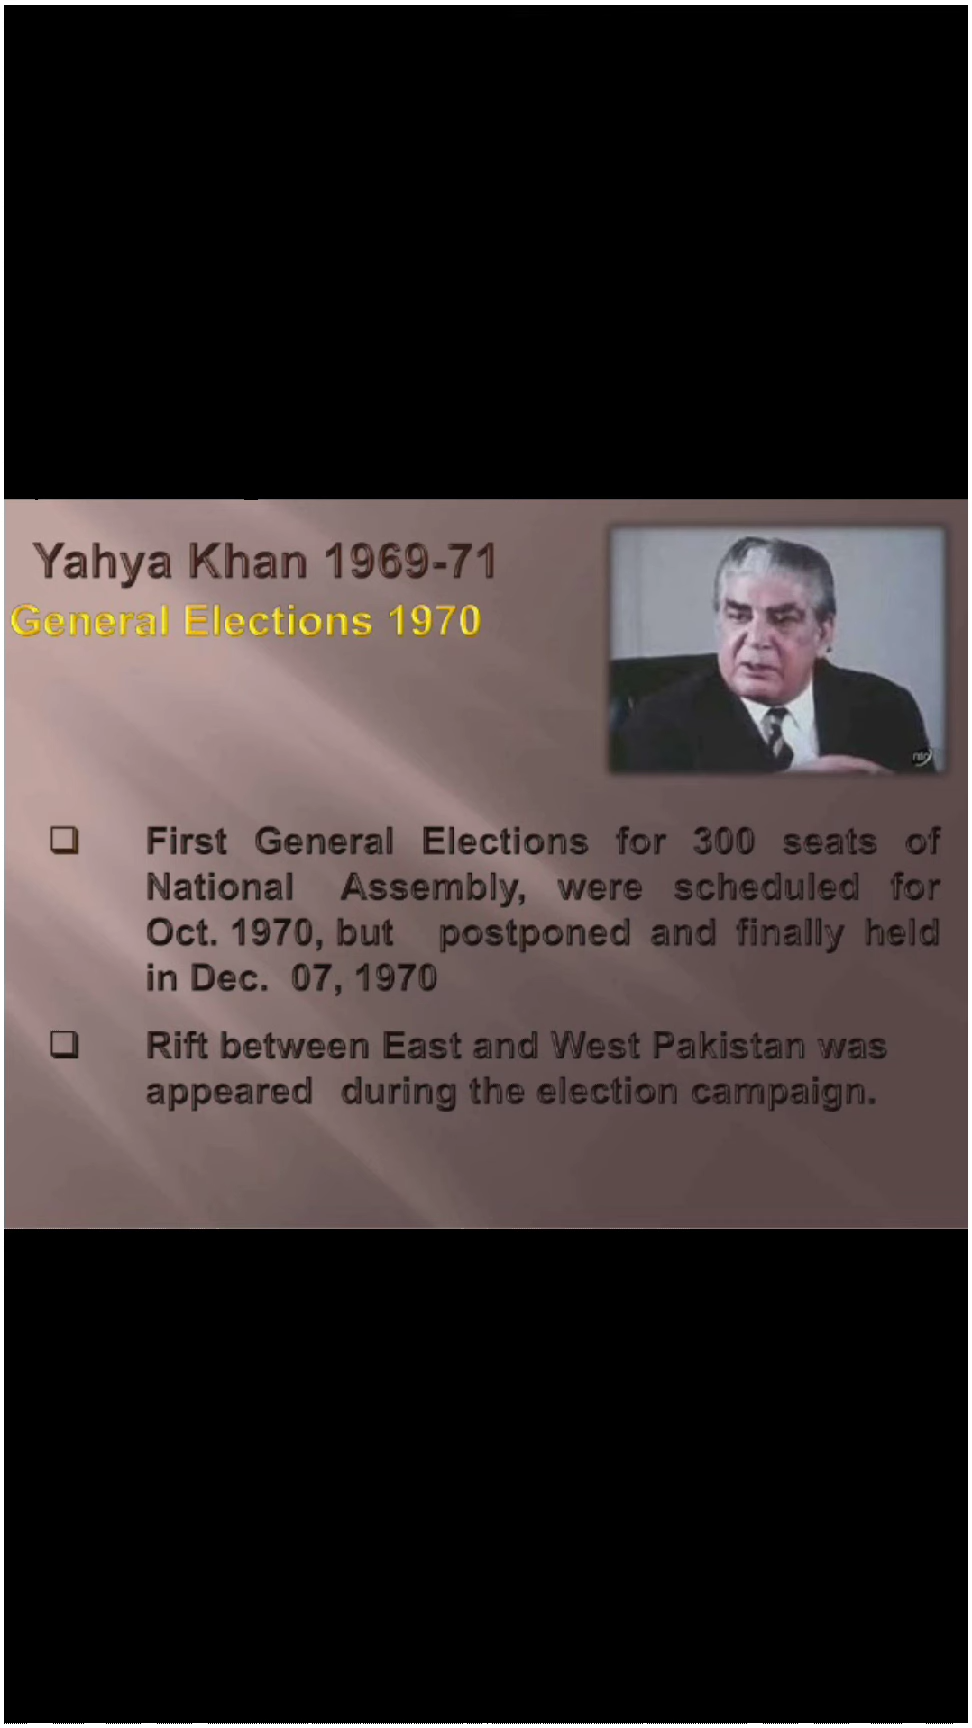 Yahya Khan 1969-71
General Elections 1970
❑ First General Elections for 300 seats of
National Assembly, were scheduled for
Oct. 1970, but postponed and finally held
in Dec. 07, 1970
❑ Rift between East and West Pakistan was
appeared during the election campaign.